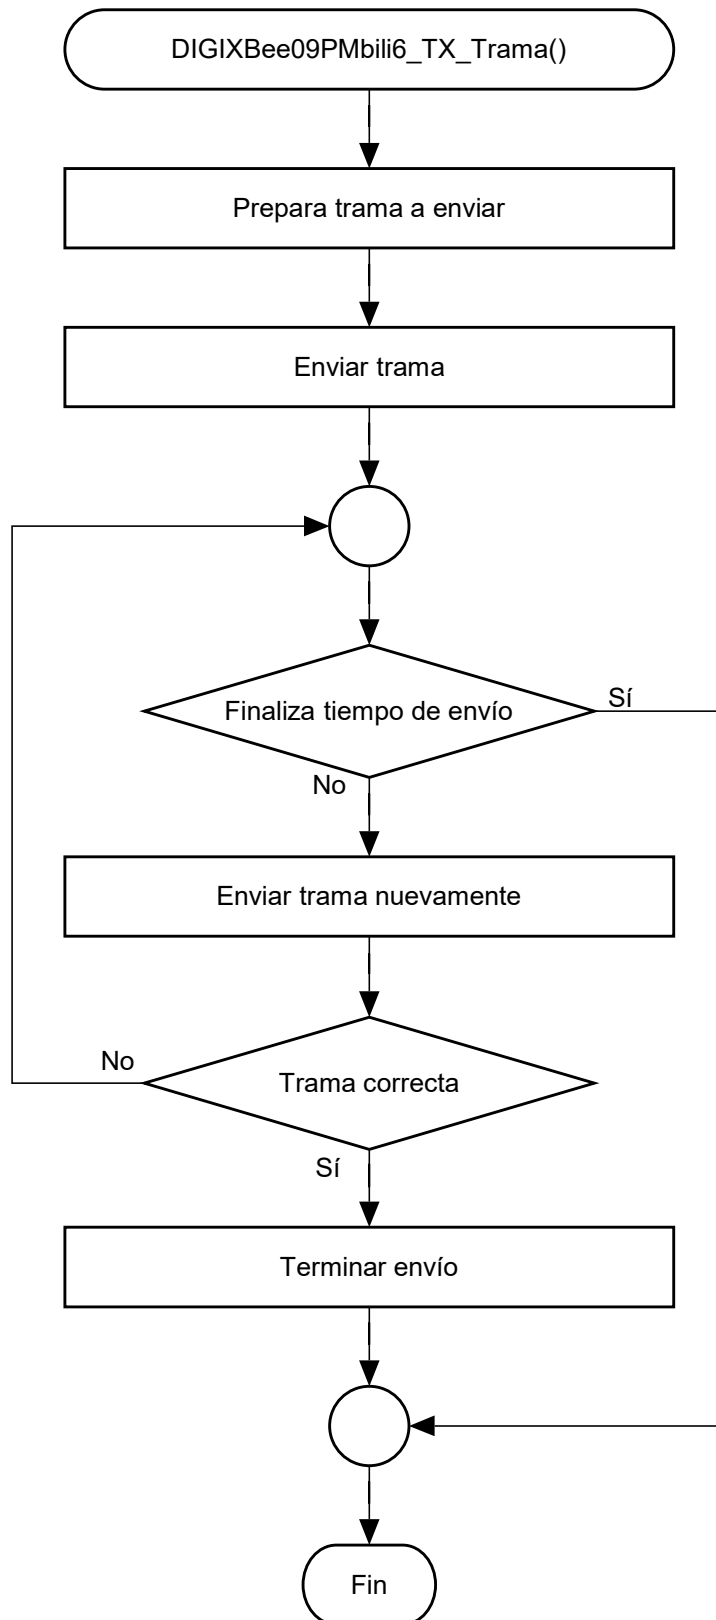 DIGIXBee09PMbili6_TX_Trama()
Prepara trama a enviar
Enviar trama
Finaliza tiempo de envío
Sí
No
Enviar trama nuevamente
No
Trama correcta
Sí
Terminar envío
Fin